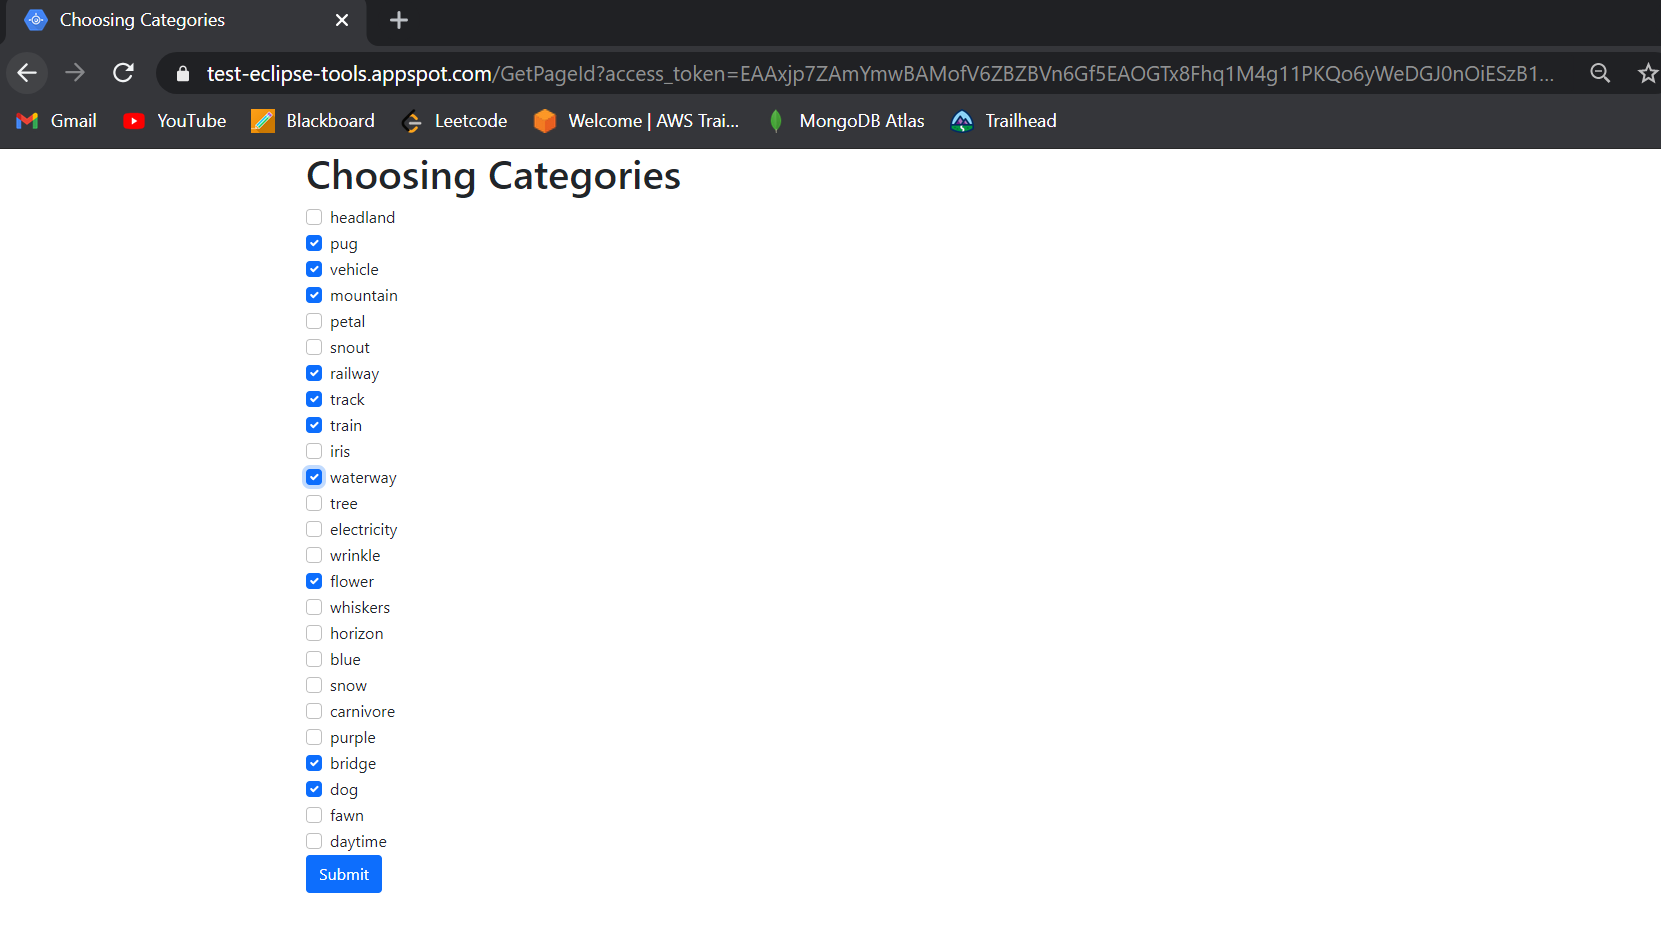 Choosing Categories
test-eclipse-tools.appspot.com/GetPageId?access_token=EAAxjp7ZAmYmwBAMofV6ZBZBVn6Gf5EAOGTx8Fhq1M4g11PKQo6yWeDGJ0nOiESzB1...
Gmail YouTube Blackboard Leetcode Welcome | AWS Trai... MongoDB Atlas Trailhead
Choosing Categories
headland
pug
vehicle
mountain
petal
snout
railway
track
train
iris
waterway
tree
electricity
wrinkle
flower
whiskers
horizon
blue
snow
carnivore
purple
bridge
dog
fawn
daytime
Submit